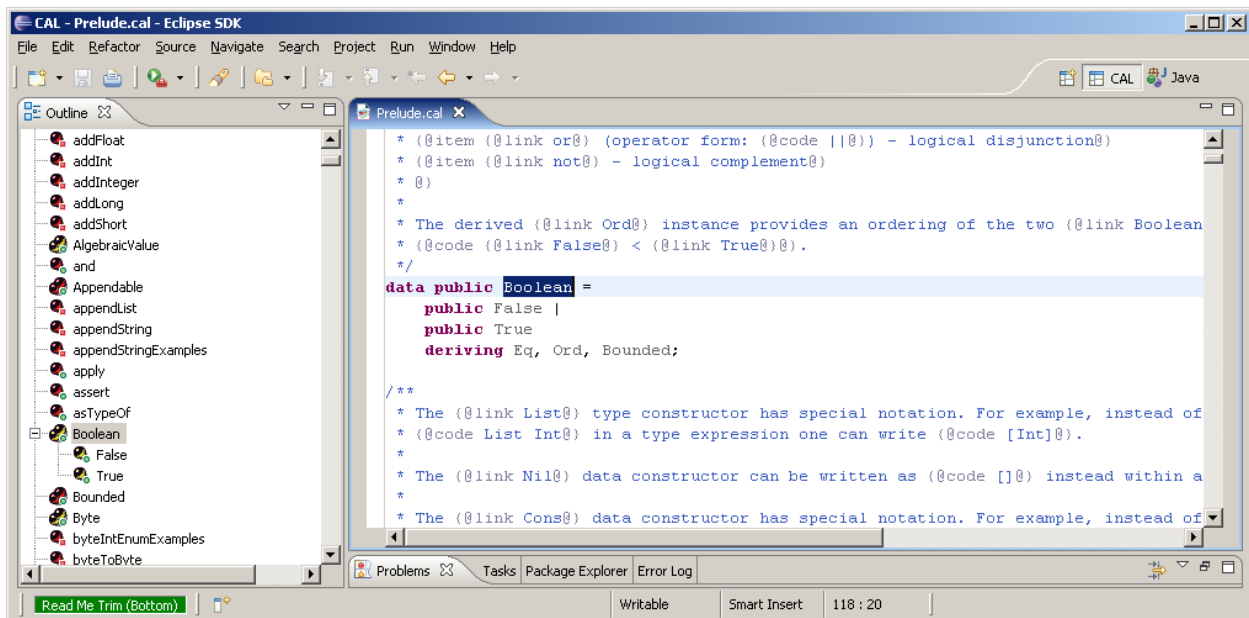 CAL - Prelude.cal - Eclipse SDK
File Edit Refactor Source Navigate Search Project Run Window Help
CAL Java
Outline
addFloat
addInt
addInteger
addLong
addShort
AlgebraicValue
and
Appendable
appendList
appendString
appendStringExamples
apply
assert
asTypeOf
Boolean
False
True
Bounded
Byte
byteIntEnumExamples
byteToByte
Prelude.cal
* {@item {@link or@} (operator form: {@code ||@}) - logical disjunction@}
* {@item {@link not@} - logical complement@}
* @}
*
* The derived {@link Ord@} instance provides an ordering of the two {@link Boolean
* {@code {@link False@} < {@link True@}@}.
*/
data public Boolean =
public False |
public True
deriving Eq, Ord, Bounded;
/**
* The {@link List@} type constructor has special notation. For example, instead of
* {@code List Int@} in a type expression one can write {@code [Int]@}.
*
* The {@link Nil@} data constructor can be written as {@code []@} instead within a
*
* The {@link Cons@} data constructor has special notation. For example, instead of
Problems Tasks Package Explorer Error Log
Read Me Trim (Bottom) Writable Smart Insert 118 : 20